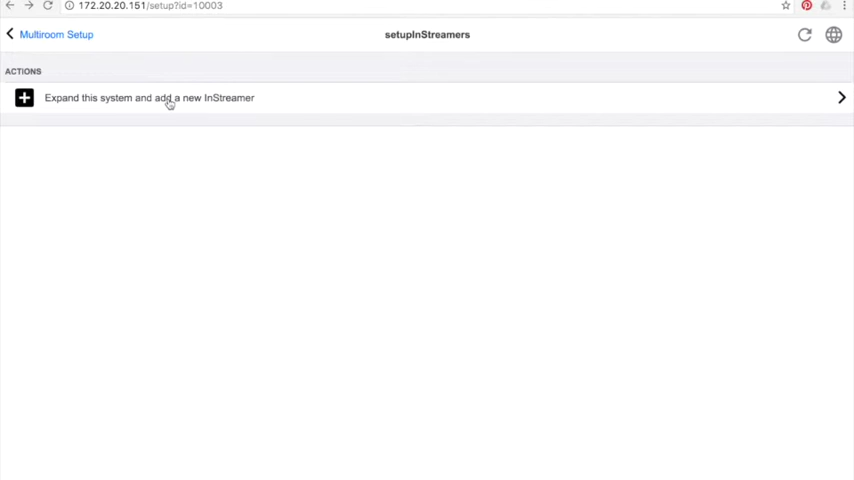 172.20.20.151/setup?id=10003
Multiroom Setup
setupInStreamers
ACTIONS
Expand this system and add a new InStreamer